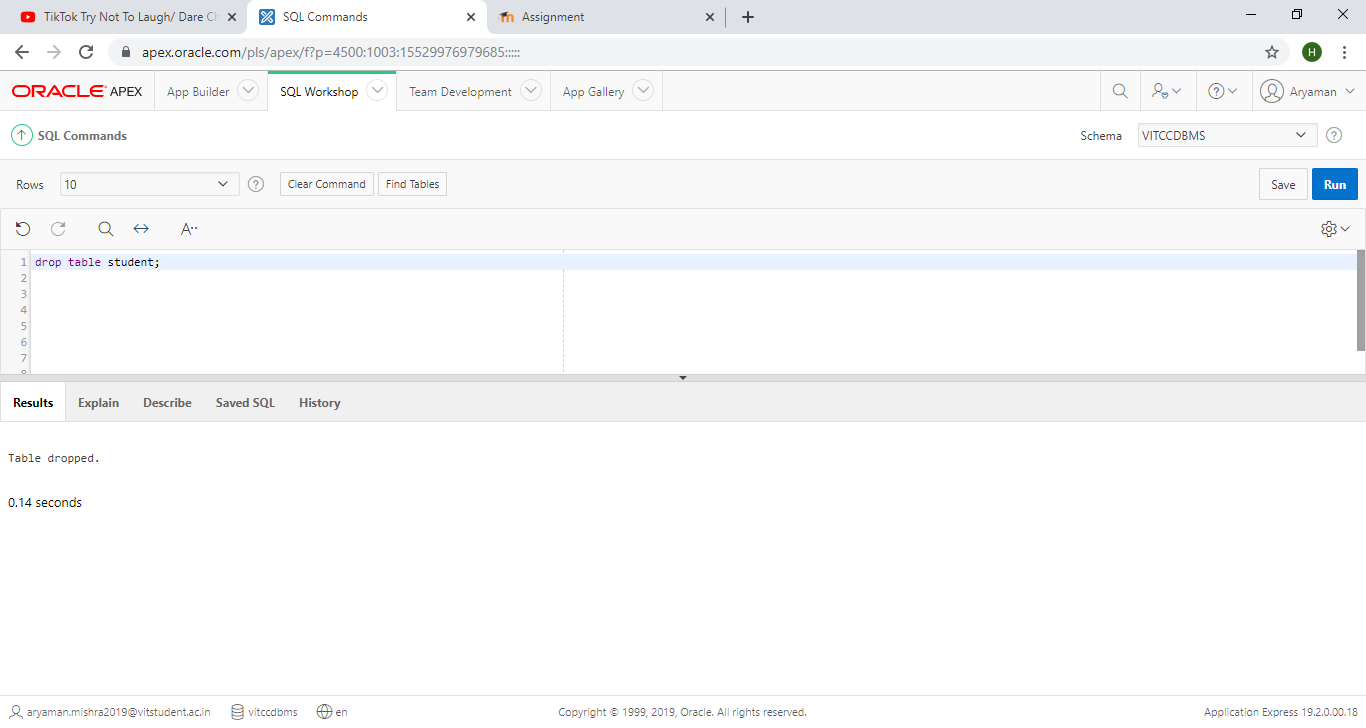 TikTok Try Not To Laugh/ Dare Ch
SQL Commands
Assignment
apex.oracle.com/pls/apex/f?p=4500:1003:15529976979685:::::
H
ORACLE APEX
App Builder
SQL Workshop
Team Development
App Gallery
Aryaman
SQL Commands
Schema
VITCCDBMS
Rows
10
Clear Command
Find Tables
Save
Run
A··
1 drop table student;
2
3
4
5
6
7
8
Results
Explain
Describe
Saved SQL
History
Table dropped.
0.14 seconds
aryaman.mishra2019@vitstudent.ac.in
vitccdbms
en
Copyright © 1999, 2019, Oracle. All rights reserved.
Application Express 19.2.0.00.18